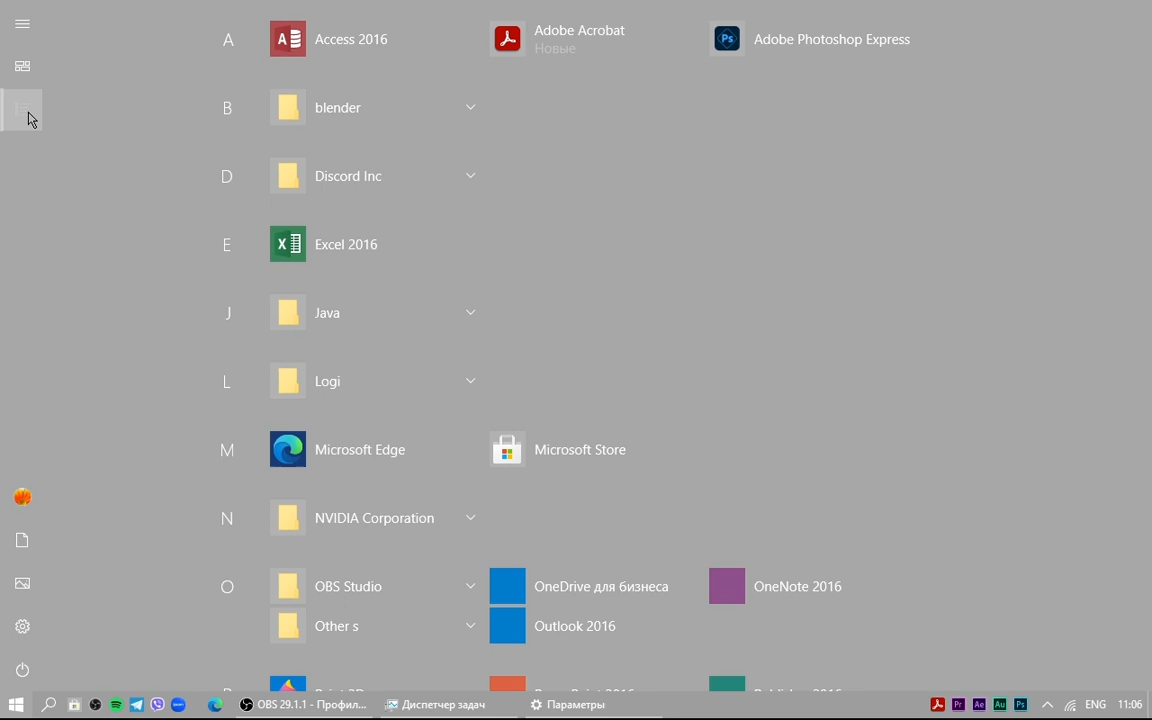 A
Access 2016
Adobe Acrobat
Новые
Adobe Photoshop Express
B
blender
D
Discord Inc
E
Excel 2016
J
Java
L
Logi
M
Microsoft Edge
Microsoft Store
N
NVIDIA Corporation
O
OBS Studio
OneDrive для бизнеса
OneNote 2016
Other s
Outlook 2016
OBS 29.1.1 - Профил...
Диспетчер задач
Параметры
ENG
11:06